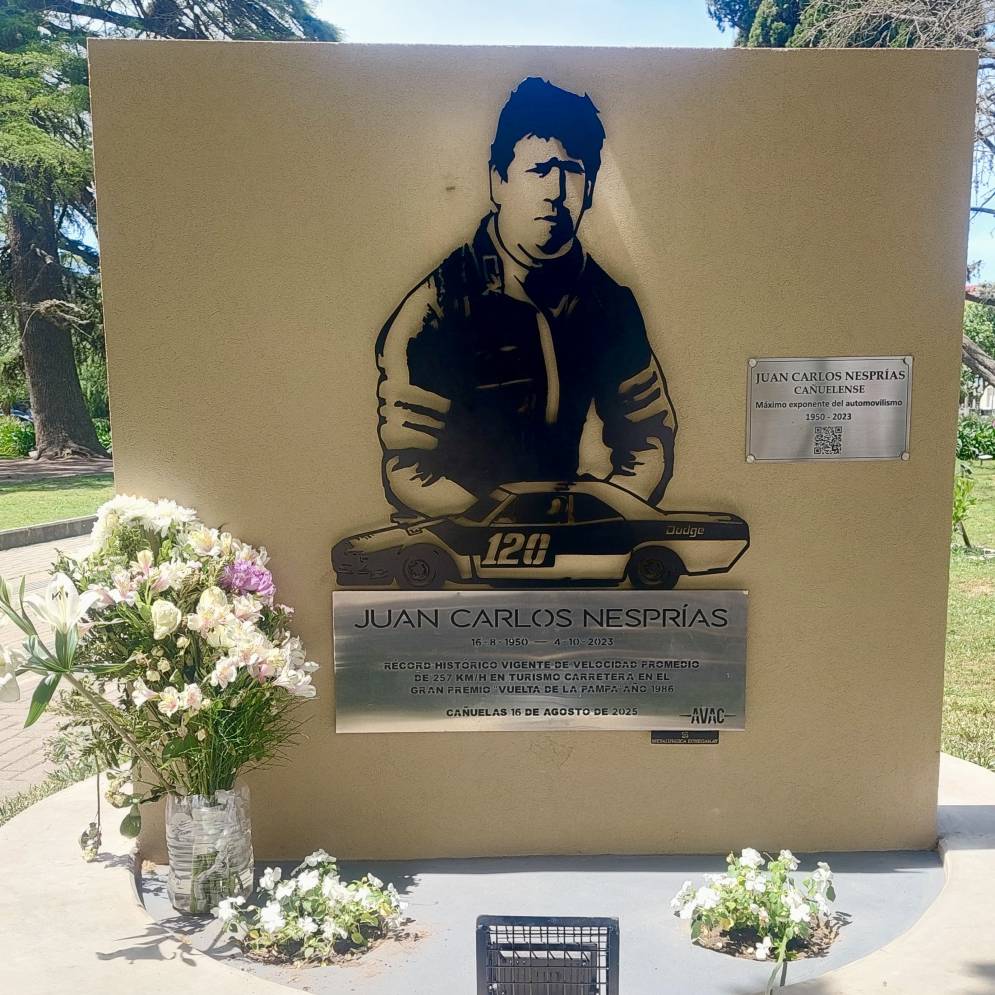 JUAN CARLOS NESPRÍAS
CAÑUELENSE
Máximo exponente del automovilismo
1950 - 2023
120
Dodge
JUAN CARLOS NESPRÍAS
16-8-1950 — 4-10-2023
RÉCORD HISTÓRICO VIGENTE DE VELOCIDAD PROMEDIO
DE 257 KM/H EN TURISMO CARRETERA EN EL
GRAN PREMIO "VUELTA DE LA PAMPA" AÑO 1986
CAÑUELAS 16 DE AGOSTO DE 2025
AVAC